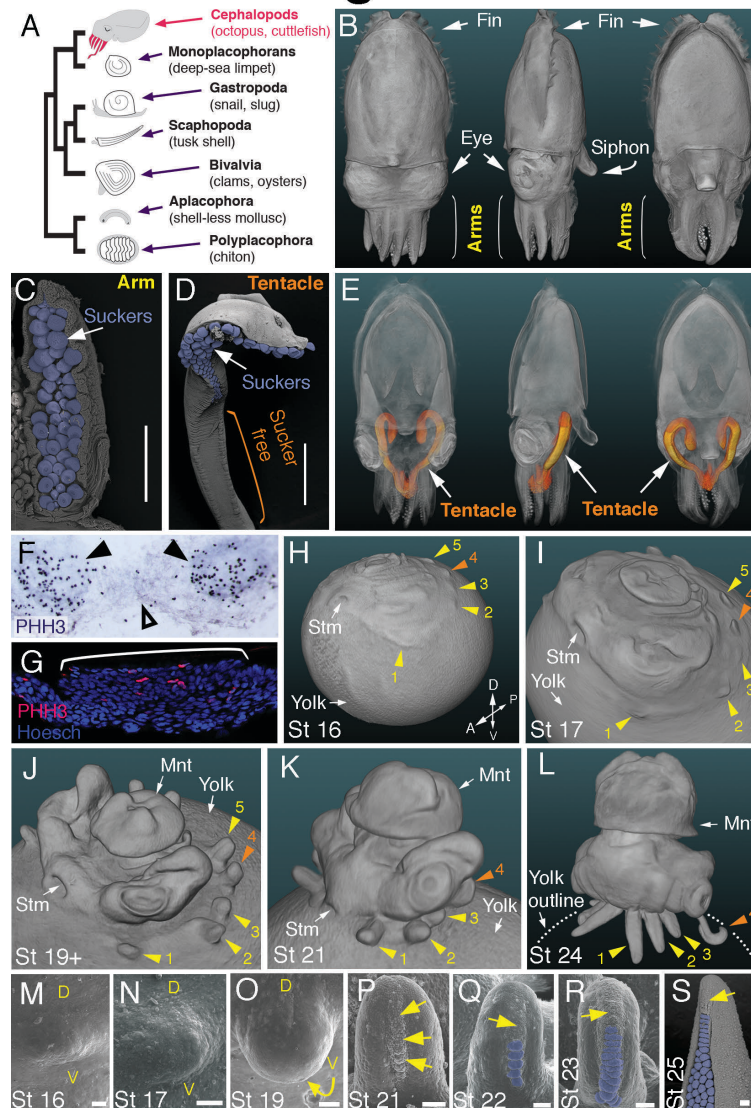 A
Cephalopods
(octopus, cuttlefish)
Monoplacophorans
(deep-sea limpet)
Gastropoda
(snail, slug)
Scaphopoda
(tusk shell)
Bivalvia
(clams, oysters)
Aplacophora
(shell-less mollusc)
Polyplacophora
(chiton)
B
Fin
Fin
Eye
Siphon
Arms
Arms
C
Arm
Suckers
D
Tentacle
Suckers
Sucker
free
E
Tentacle
Tentacle
F
PHH3
G
PHH3
Hoesch
H
5
4
3
2
1
Stm
Yolk
D
P
A
V
St 16
I
5
4
3
2
1
Stm
Yolk
St 17
J
Mnt
Yolk
5
4
3
2
1
Stm
St 19+
K
Mnt
4
3
2
1
Stm
Yolk
St 21
L
Mnt
Yolk
outline
3
2
1
St 24
M
D
V
St 16
N
D
V
St 17
O
D
V
St 19
P
St 21
Q
St 22
R
St 23
S
St 25